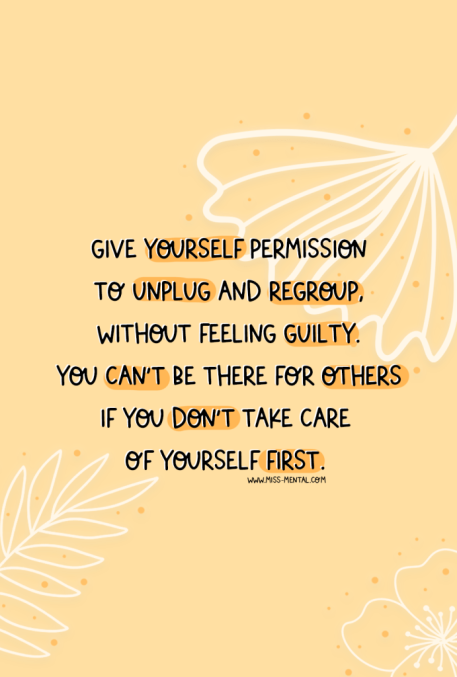 GIVE YOURSELF PERMISSION
TO UNPLUG AND REGROUP,
WITHOUT FEELING GUILTY.
YOU CAN'T BE THERE FOR OTHERS
IF YOU DON'T TAKE CARE
OF YOURSELF FIRST.
WWW.MISS-MENTAL.COM